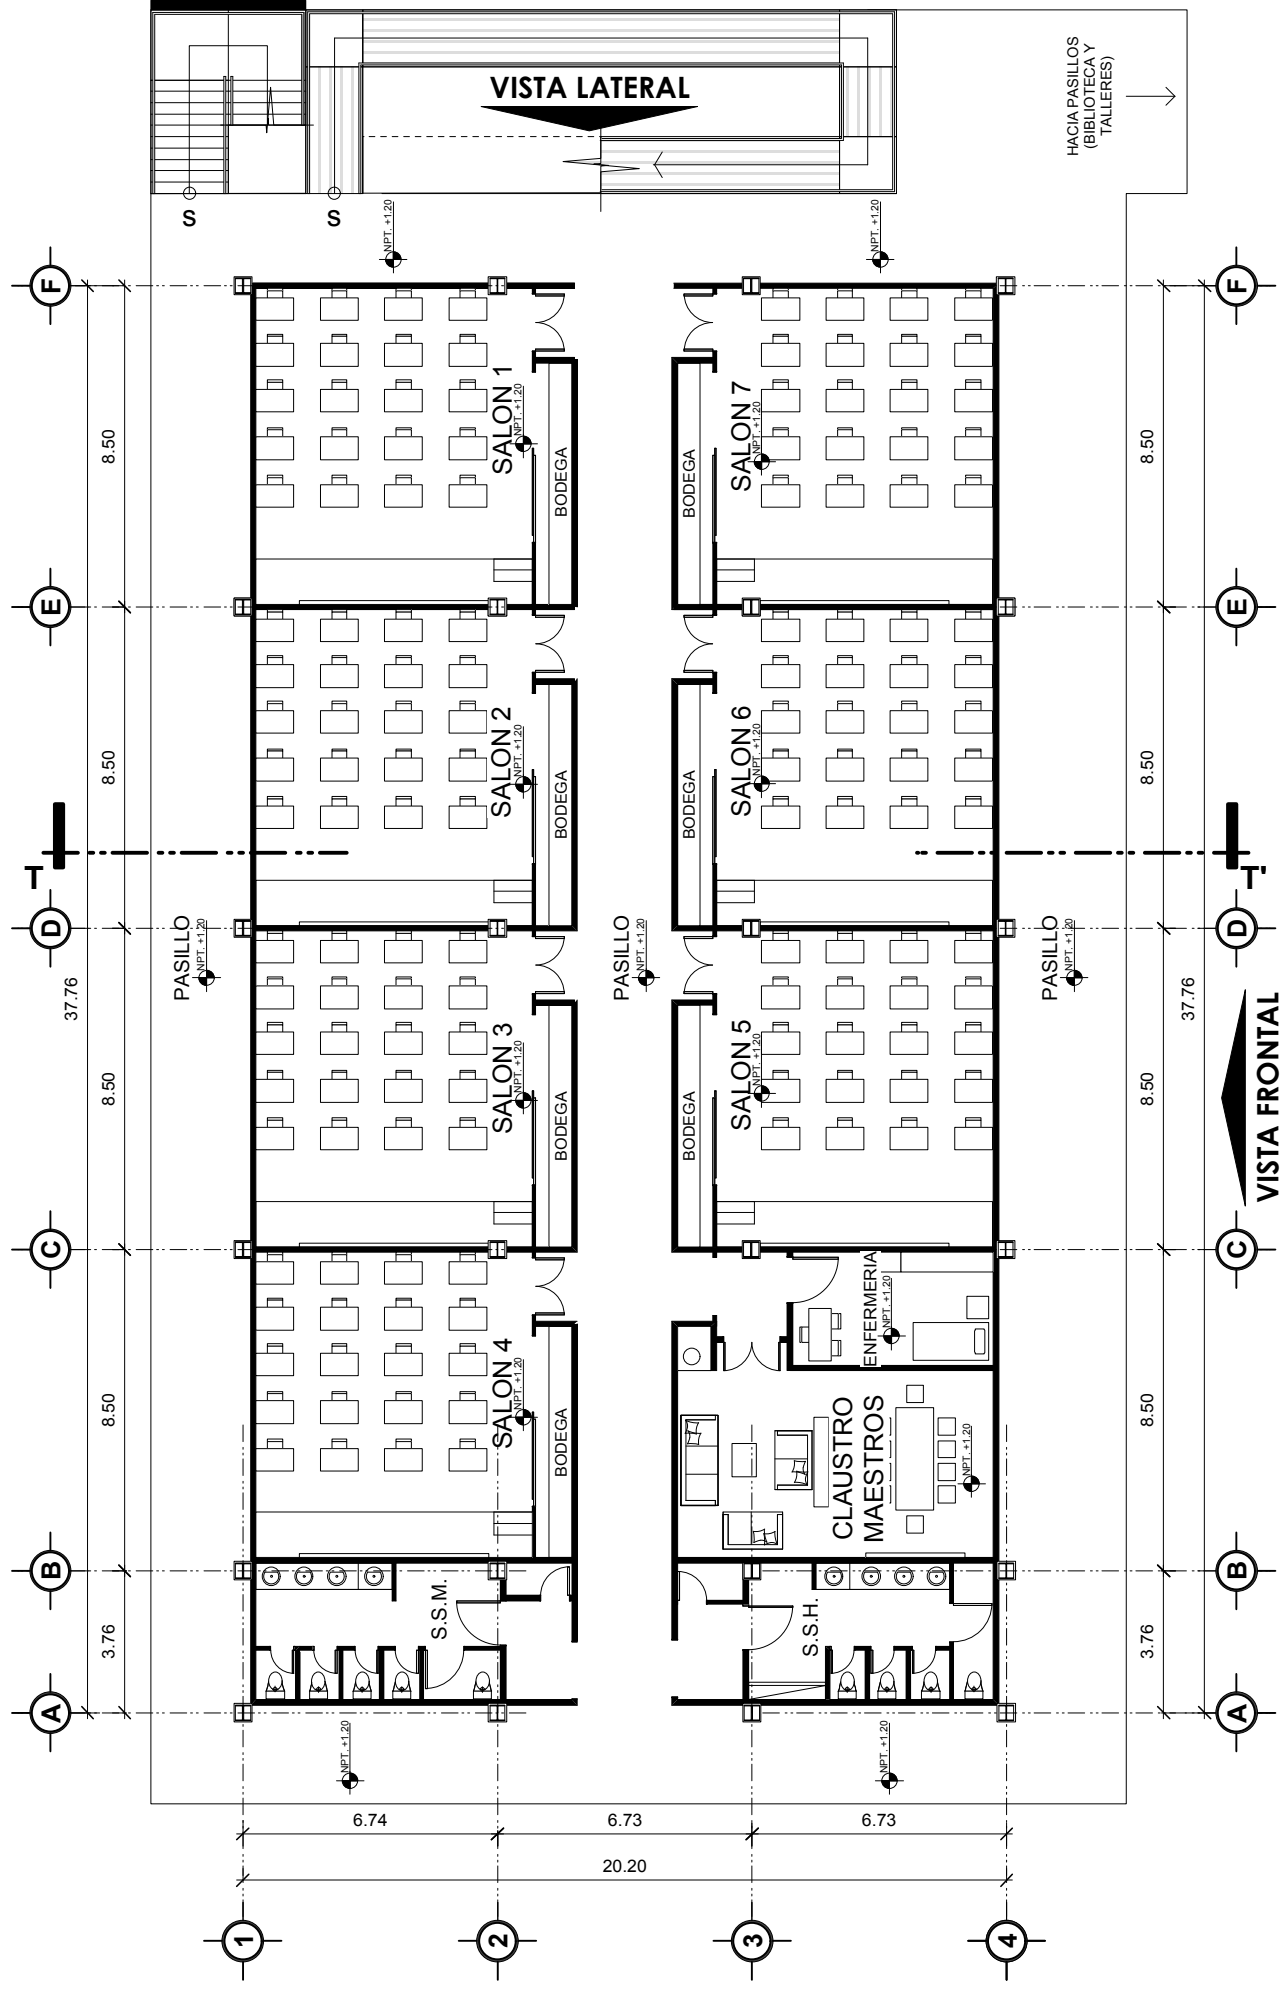 VISTA LATERAL
HACIA PASILLOS
(BIBLIOTECA Y
TALLERES)
S
S
NPT. +1.20
NPT. +1.20
F
F
8.50
SALON 1
NPT. +1.20
BODEGA
BODEGA
SALON 7
NPT. +1.20
8.50
E
E
8.50
SALON 2
NPT. +1.20
BODEGA
BODEGA
SALON 6
NPT. +1.20
8.50
T
T'
D
D
37.76
PASILLO
NPT. +1.20
PASILLO
NPT. +1.20
PASILLO
NPT. +1.20
37.76
8.50
SALON 3
NPT. +1.20
BODEGA
BODEGA
SALON 5
NPT. +1.20
8.50
VISTA FRONTAL
C
C
8.50
SALON 4
NPT. +1.20
BODEGA
ENFERMERIA
NPT. +1.20
CLAUSTRO
MAESTROS
NPT. +1.20
8.50
B
B
3.76
S.S.M.
S.S.H.
3.76
A
A
NPT. +1.20
NPT. +1.20
6.74
6.73
6.73
20.20
1
2
3
4